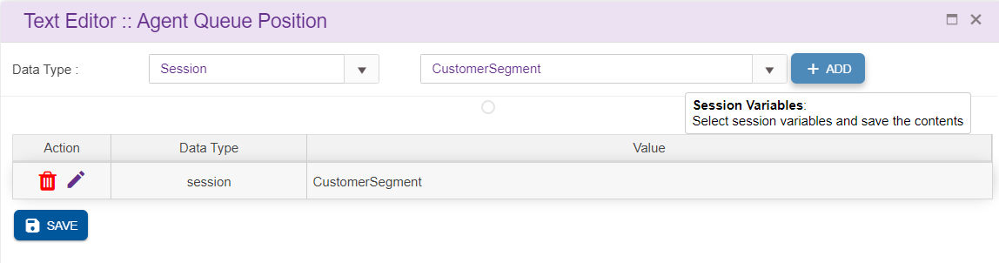 Text Editor :: Agent Queue Position
Data Type :
Session
CustomerSegment
ADD
Session Variables:
Select session variables and save the contents
Action Data Type Value
session CustomerSegment
SAVE